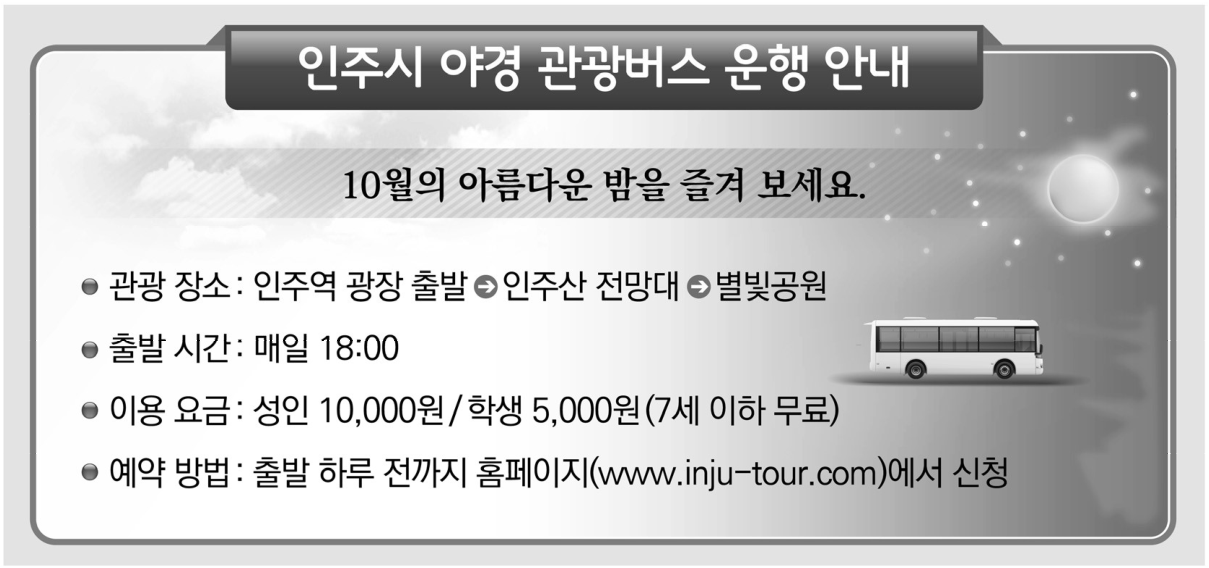 인주시 야경 관광버스 운행 안내
10월의 아름다운 밤을 즐겨 보세요.
관광 장소 : 인주역 광장 출발 ➔ 인주산 전망대 ➔ 별빛공원
출발 시간 : 매일 18:00
이용 요금 : 성인 10,000원 / 학생 5,000원 (7세 이하 무료)
예약 방법 : 출발 하루 전까지 홈페이지(www.inju-tour.com)에서 신청